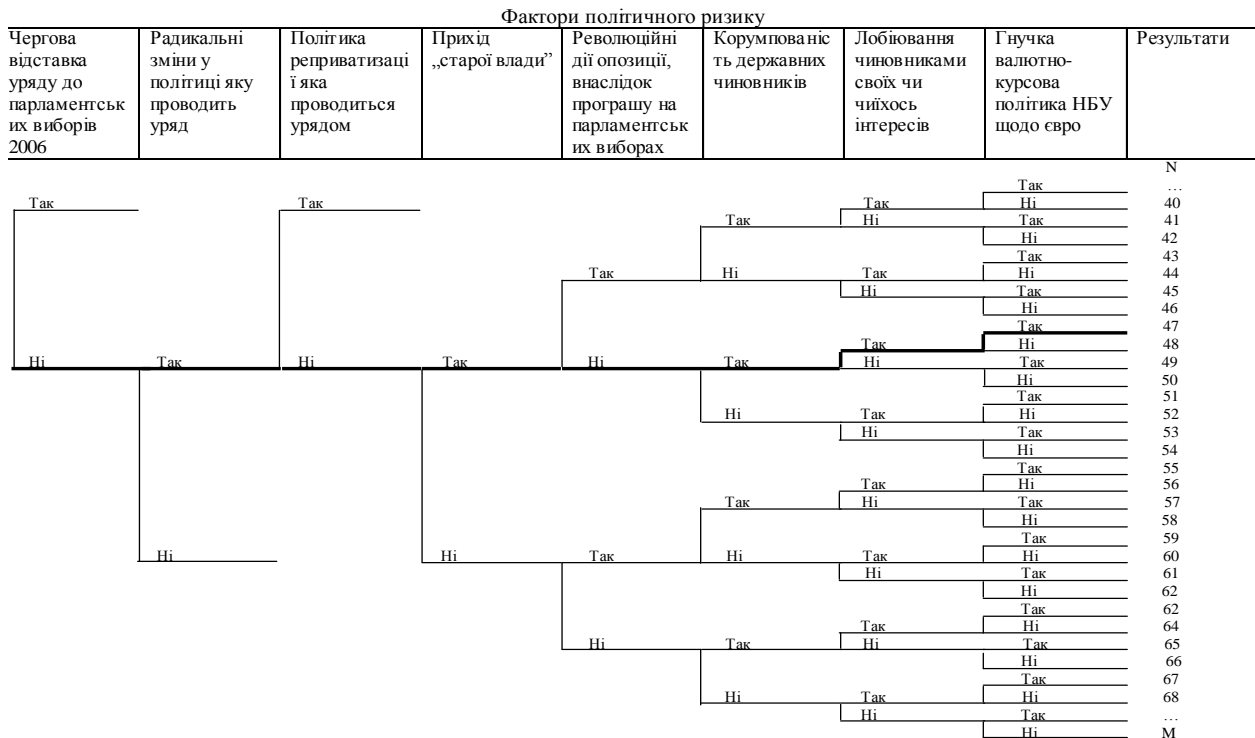 Фактори політичного ризику
Чергова
відставка
уряду до
парламентськ
их виборів
2006
Радикальні
зміни у
політиці яку
проводить
уряд
Політика
реприватизаці
ї яка
проводиться
урядом
Прихід
„старої влади”
Революційні
дії опозиції,
внаслідок
програшу на
парламентськ
их виборах
Корумпованіс
ть державних
чиновників
Лобіювання
чиновниками
своїх чи
чиїхось
інтересів
Гнучка
валютно-
курсова
політика НБУ
щодо євро
Результати
N
Так …
Так Так Так Ні 40
Так Ні Так 41
Ні 42
Так 43
Так Ні Так Ні 44
Ні Так 45
Ні 46
Так 47
Так Ні 48
Ні Так Ні Так Ні Так Ні Так 49
Ні 50
Так 51
Ні Так Ні 52
Ні Так 53
Ні 54
Так 55
Так Ні 56
Так Ні Так 57
Ні 58
Так 59
Ні Ні Так Ні Так Ні 60
Ні Так 61
Ні 62
Так 62
Так Ні 64
Ні Так Ні Так 65
Ні 66
Так 67
Ні Так Ні 68
Ні Так …
Ні M